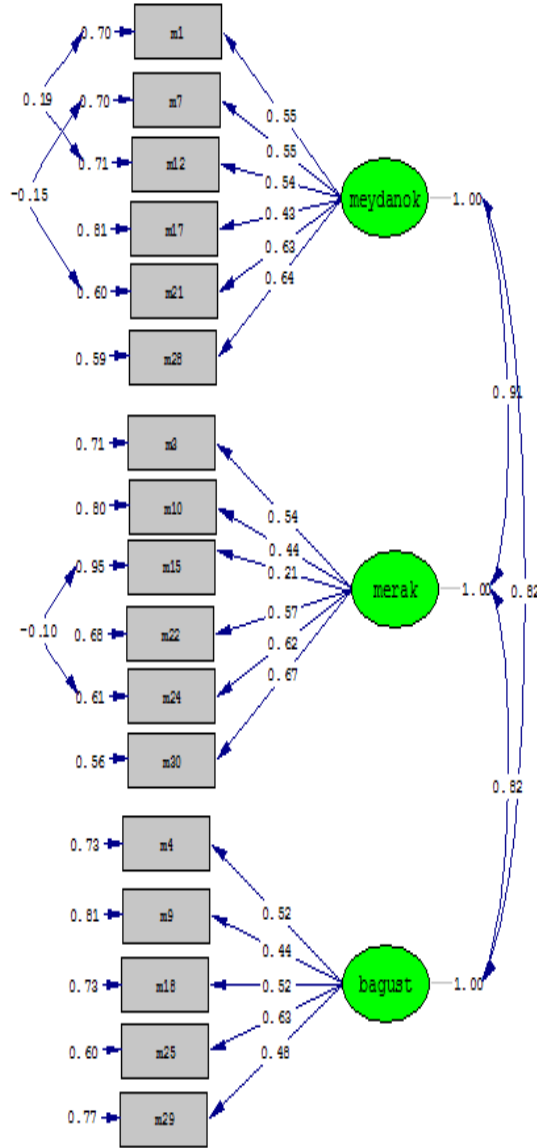 0.70 m1
0.55
0.19 0.70 m7
0.55
0.71 m12
0.54
-0.15
meydanok 1.00
0.81 m17
0.43
0.63
0.60 m21
0.64
0.59 m28
0.91
0.71 m3
0.54
0.80 m10
0.44
0.95 m15
0.21
merak 1.00 0.82
0.57
-0.10 0.68 m22
0.62
0.61 m24
0.67
0.56 m30
0.82
0.73 m4
0.52
0.81 m9
0.44
0.73 m18 0.52 bagust 1.00
0.63
0.60 m25
0.48
0.77 m29